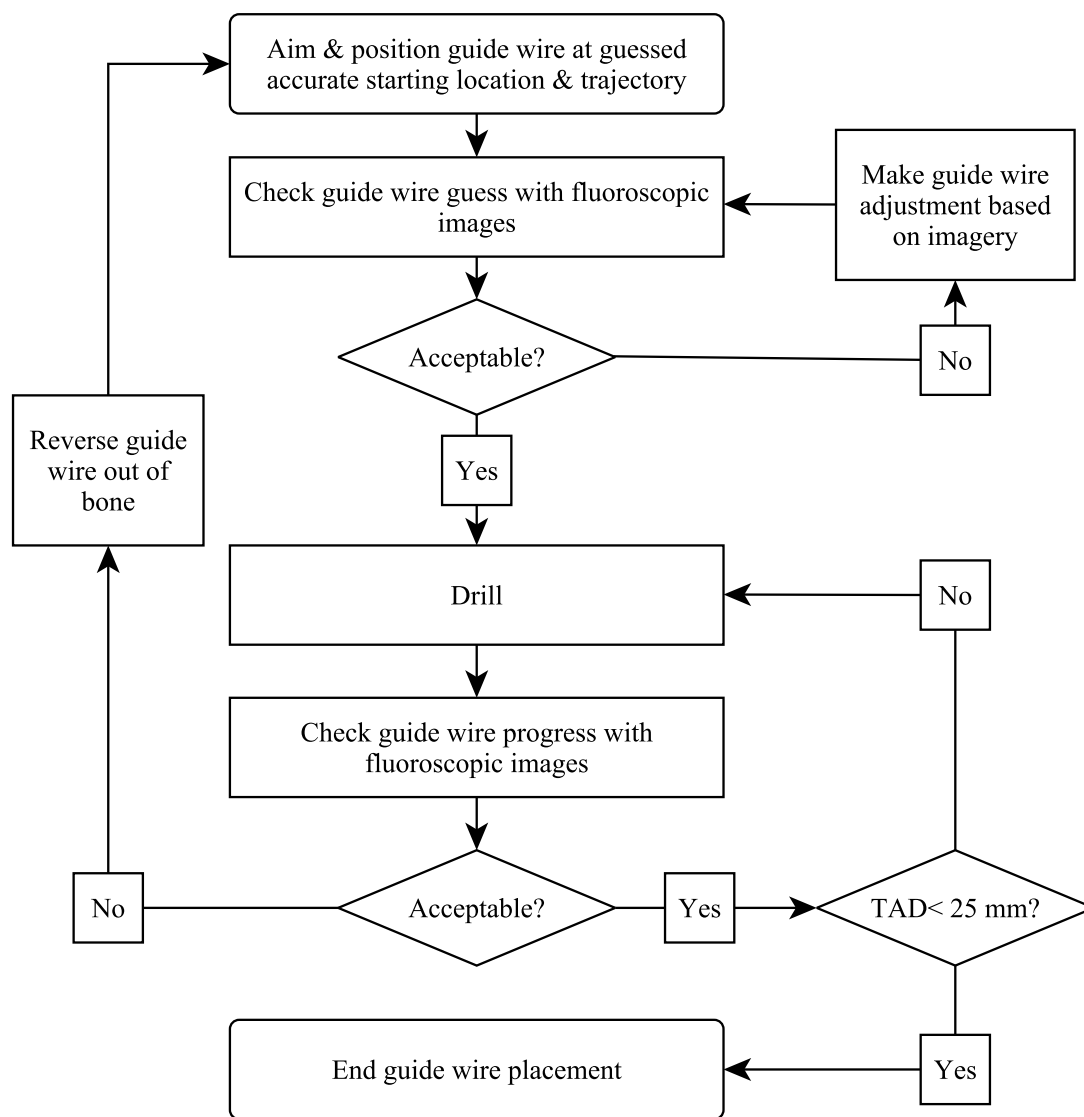 Aim & position guide wire at guessed
accurate starting location & trajectory
Check guide wire guess with fluoroscopic
images
Make guide wire
adjustment based
on imagery
Acceptable?
No
Yes
Reverse guide
wire out of
bone
Drill
No
Check guide wire progress with
fluoroscopic images
No
Acceptable?
Yes
TAD< 25 mm?
End guide wire placement
Yes